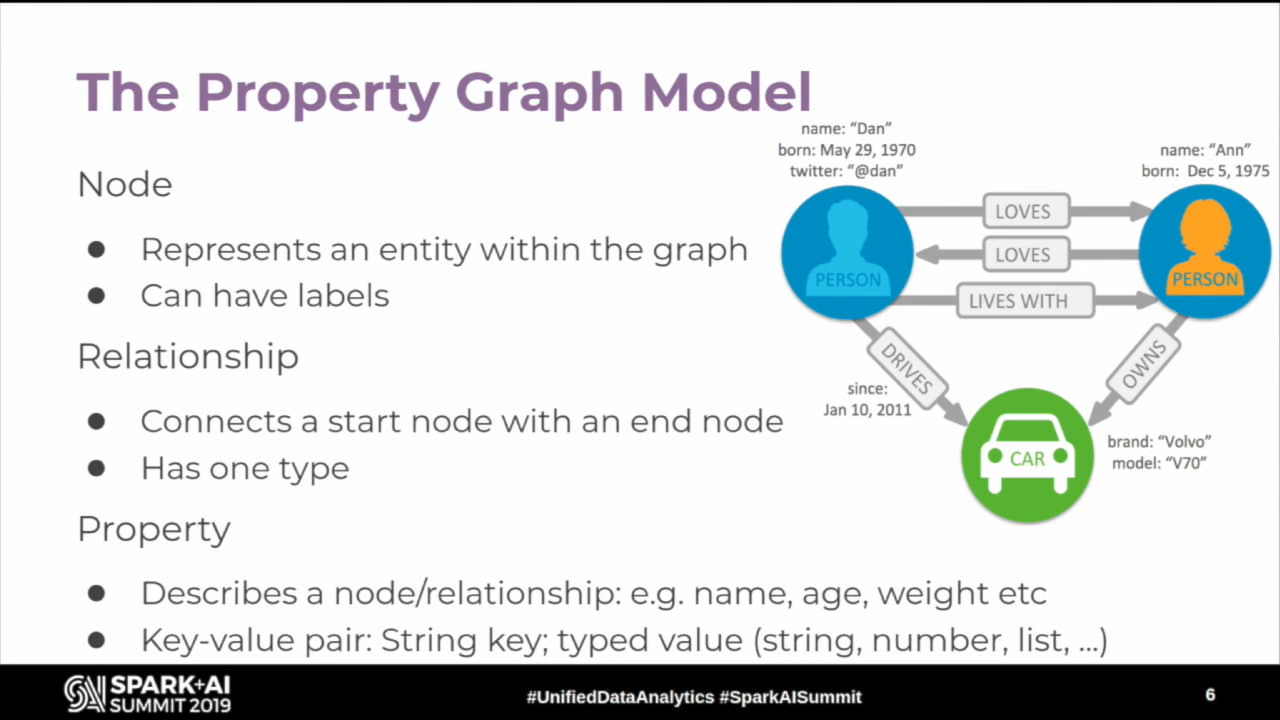 The Property Graph Model
Node
● Represents an entity within the graph
● Can have labels
Relationship
● Connects a start node with an end node
● Has one type
Property
● Describes a node/relationship: e.g. name, age, weight etc
● Key-value pair: String key; typed value (string, number, list, ...)
name: “Dan”
born: May 29, 1970
twitter: “@dan”
name: “Ann”
born: Dec 5, 1975
LOVES
LOVES
PERSON
PERSON
LIVES WITH
DRIVES
OWNS
since:
Jan 10, 2011
CAR
brand: “Volvo”
model: “V70”
SPARK+AI
SUMMIT 2019
#UnifiedDataAnalytics #SparkAISummit
6